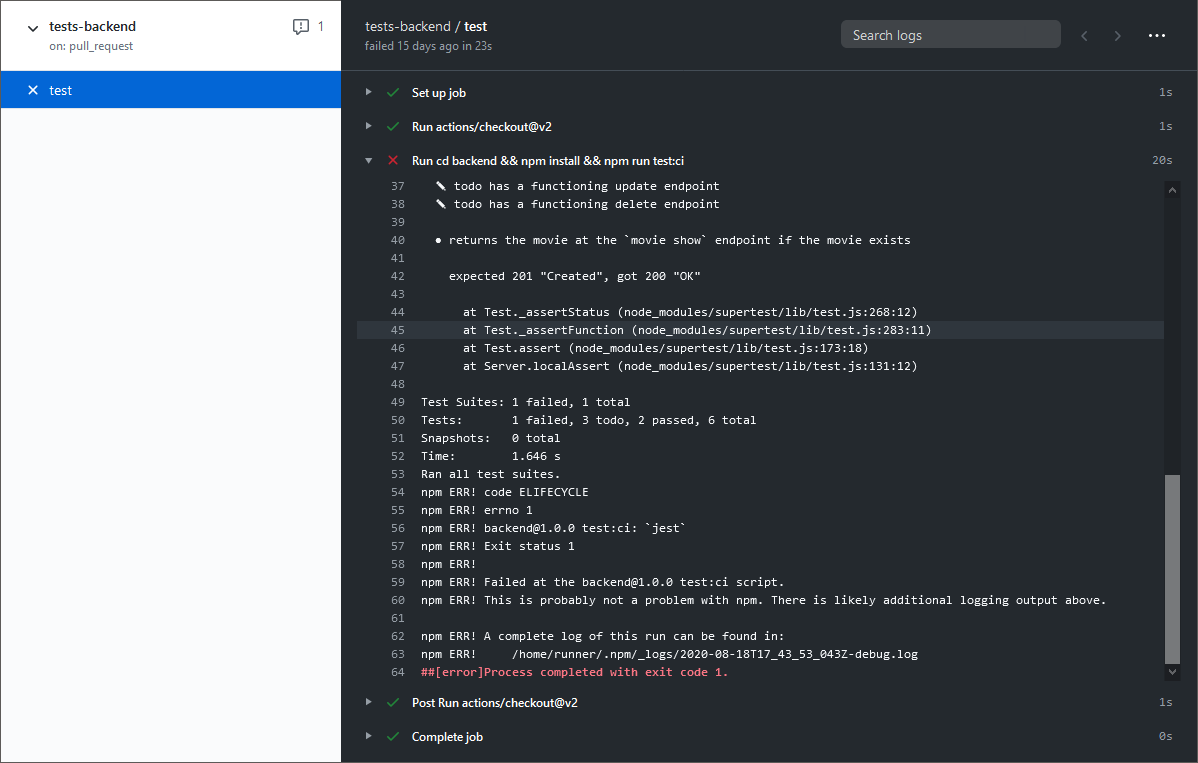 tests-backend
1
on: pull_request
test
tests-backend / test
failed 15 days ago in 23s
Search logs
Set up job 1s
Run actions/checkout@v2 1s
Run cd backend && npm install && npm run test:ci 20s
37 ✎ todo has a functioning update endpoint
38 ✎ todo has a functioning delete endpoint
39
40 ● returns the movie at the `movie show` endpoint if the movie exists
41
42 expected 201 "Created", got 200 "OK"
43
44 at Test._assertStatus (node_modules/supertest/lib/test.js:268:12)
45 at Test._assertFunction (node_modules/supertest/lib/test.js:283:11)
46 at Test.assert (node_modules/supertest/lib/test.js:173:18)
47 at Server.localAssert (node_modules/supertest/lib/test.js:131:12)
48
49 Test Suites: 1 failed, 1 total
50 Tests: 1 failed, 3 todo, 2 passed, 6 total
51 Snapshots: 0 total
52 Time: 1.646 s
53 Ran all test suites.
54 npm ERR! code ELIFECYCLE
55 npm ERR! errno 1
56 npm ERR! backend@1.0.0 test:ci: `jest`
57 npm ERR! Exit status 1
58 npm ERR!
59 npm ERR! Failed at the backend@1.0.0 test:ci script.
60 npm ERR! This is probably not a problem with npm. There is likely additional logging output above.
61
62 npm ERR! A complete log of this run can be found in:
63 npm ERR! /home/runner/.npm/_logs/2020-08-18T17_43_53_043Z-debug.log
64 ##[error]Process completed with exit code 1.
Post Run actions/checkout@v2 1s
Complete job 0s